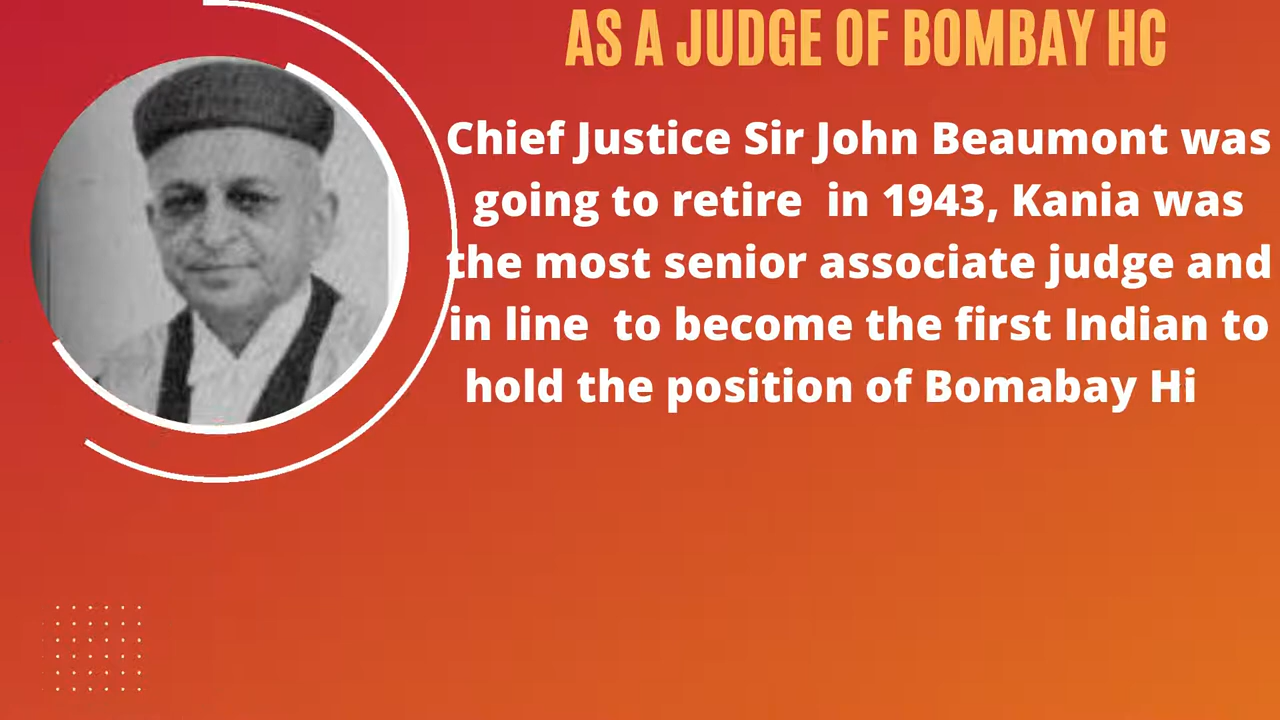 AS A JUDGE OF BOMBAY HC
Chief Justice Sir John Beaumont was
going to retire in 1943, Kania was
the most senior associate judge and
in line to become the first Indian to
hold the position of Bomabay Hi